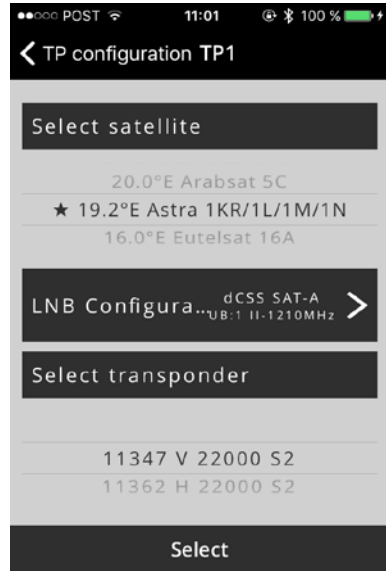 POST 11:01 100 %
TP configuration TP1
Select satellite
20.0°E Arabsat 5C
★ 19.2°E Astra 1KR/1L/1M/1N
16.0°E Eutelsat 16A
LNB Configura... dCSS SAT-A
UB:1 II-1210MHz
Select transponder
11347 V 22000 S2
11362 H 22000 S2
Select